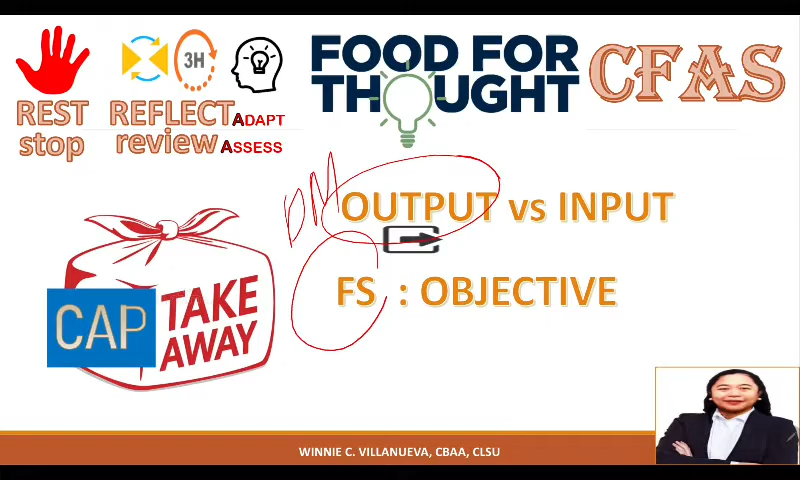 REST
stop
3H
REFLECT
review
ADAPT
ASSESS
FOOD FOR
THOUGHT
CFAS
DM
OUTPUT vs INPUT
FS : OBJECTIVE
CAP
TAKE
AWAY
WINNIE C. VILLANUEVA, CBAA, CLSU